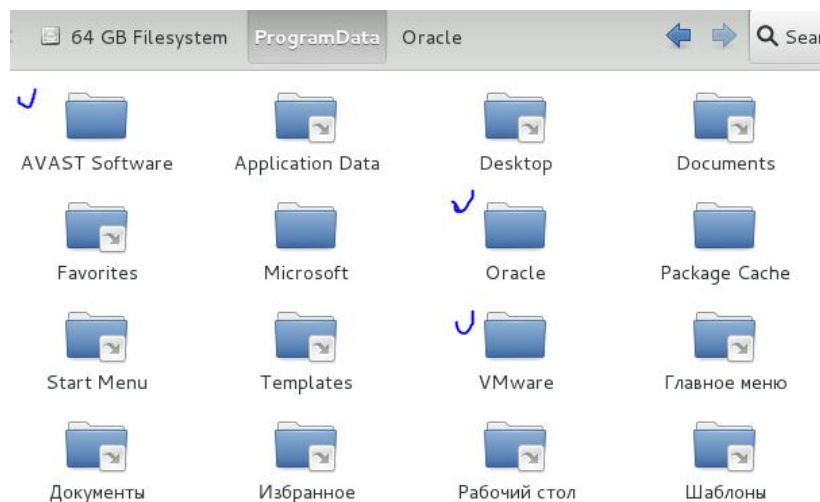 64 GB Filesystem ProgramData Oracle Sear
AVAST Software Application Data Desktop Documents
Favorites Microsoft Oracle Package Cache
Start Menu Templates VMware Главное меню
Документы Избранное Рабочий стол Шаблоны